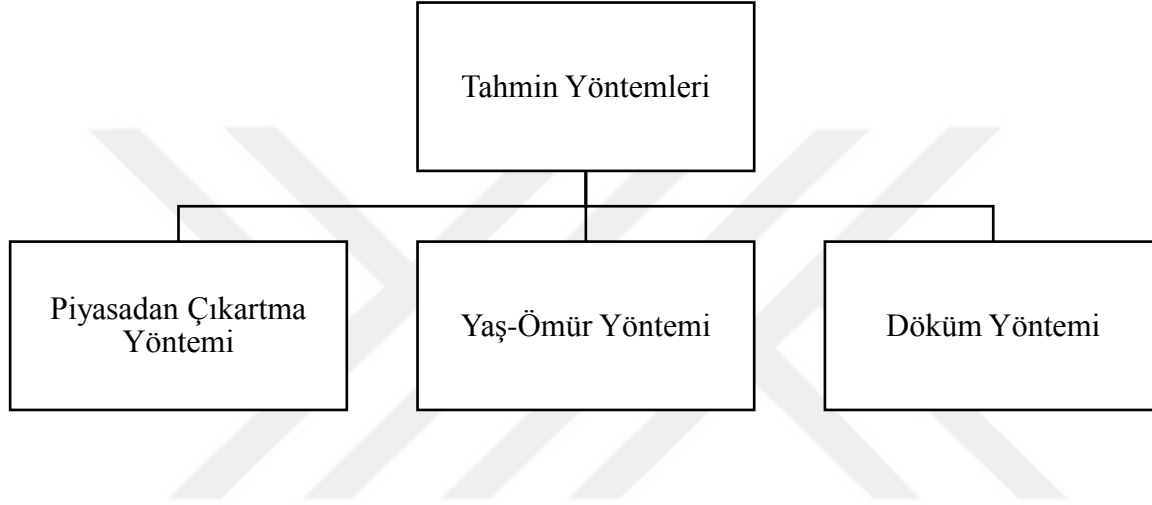 Tahmin Yöntemleri
Piyasadan Çıkartma
Yöntemi
Yaş-Ömür Yöntemi
Döküm Yöntemi